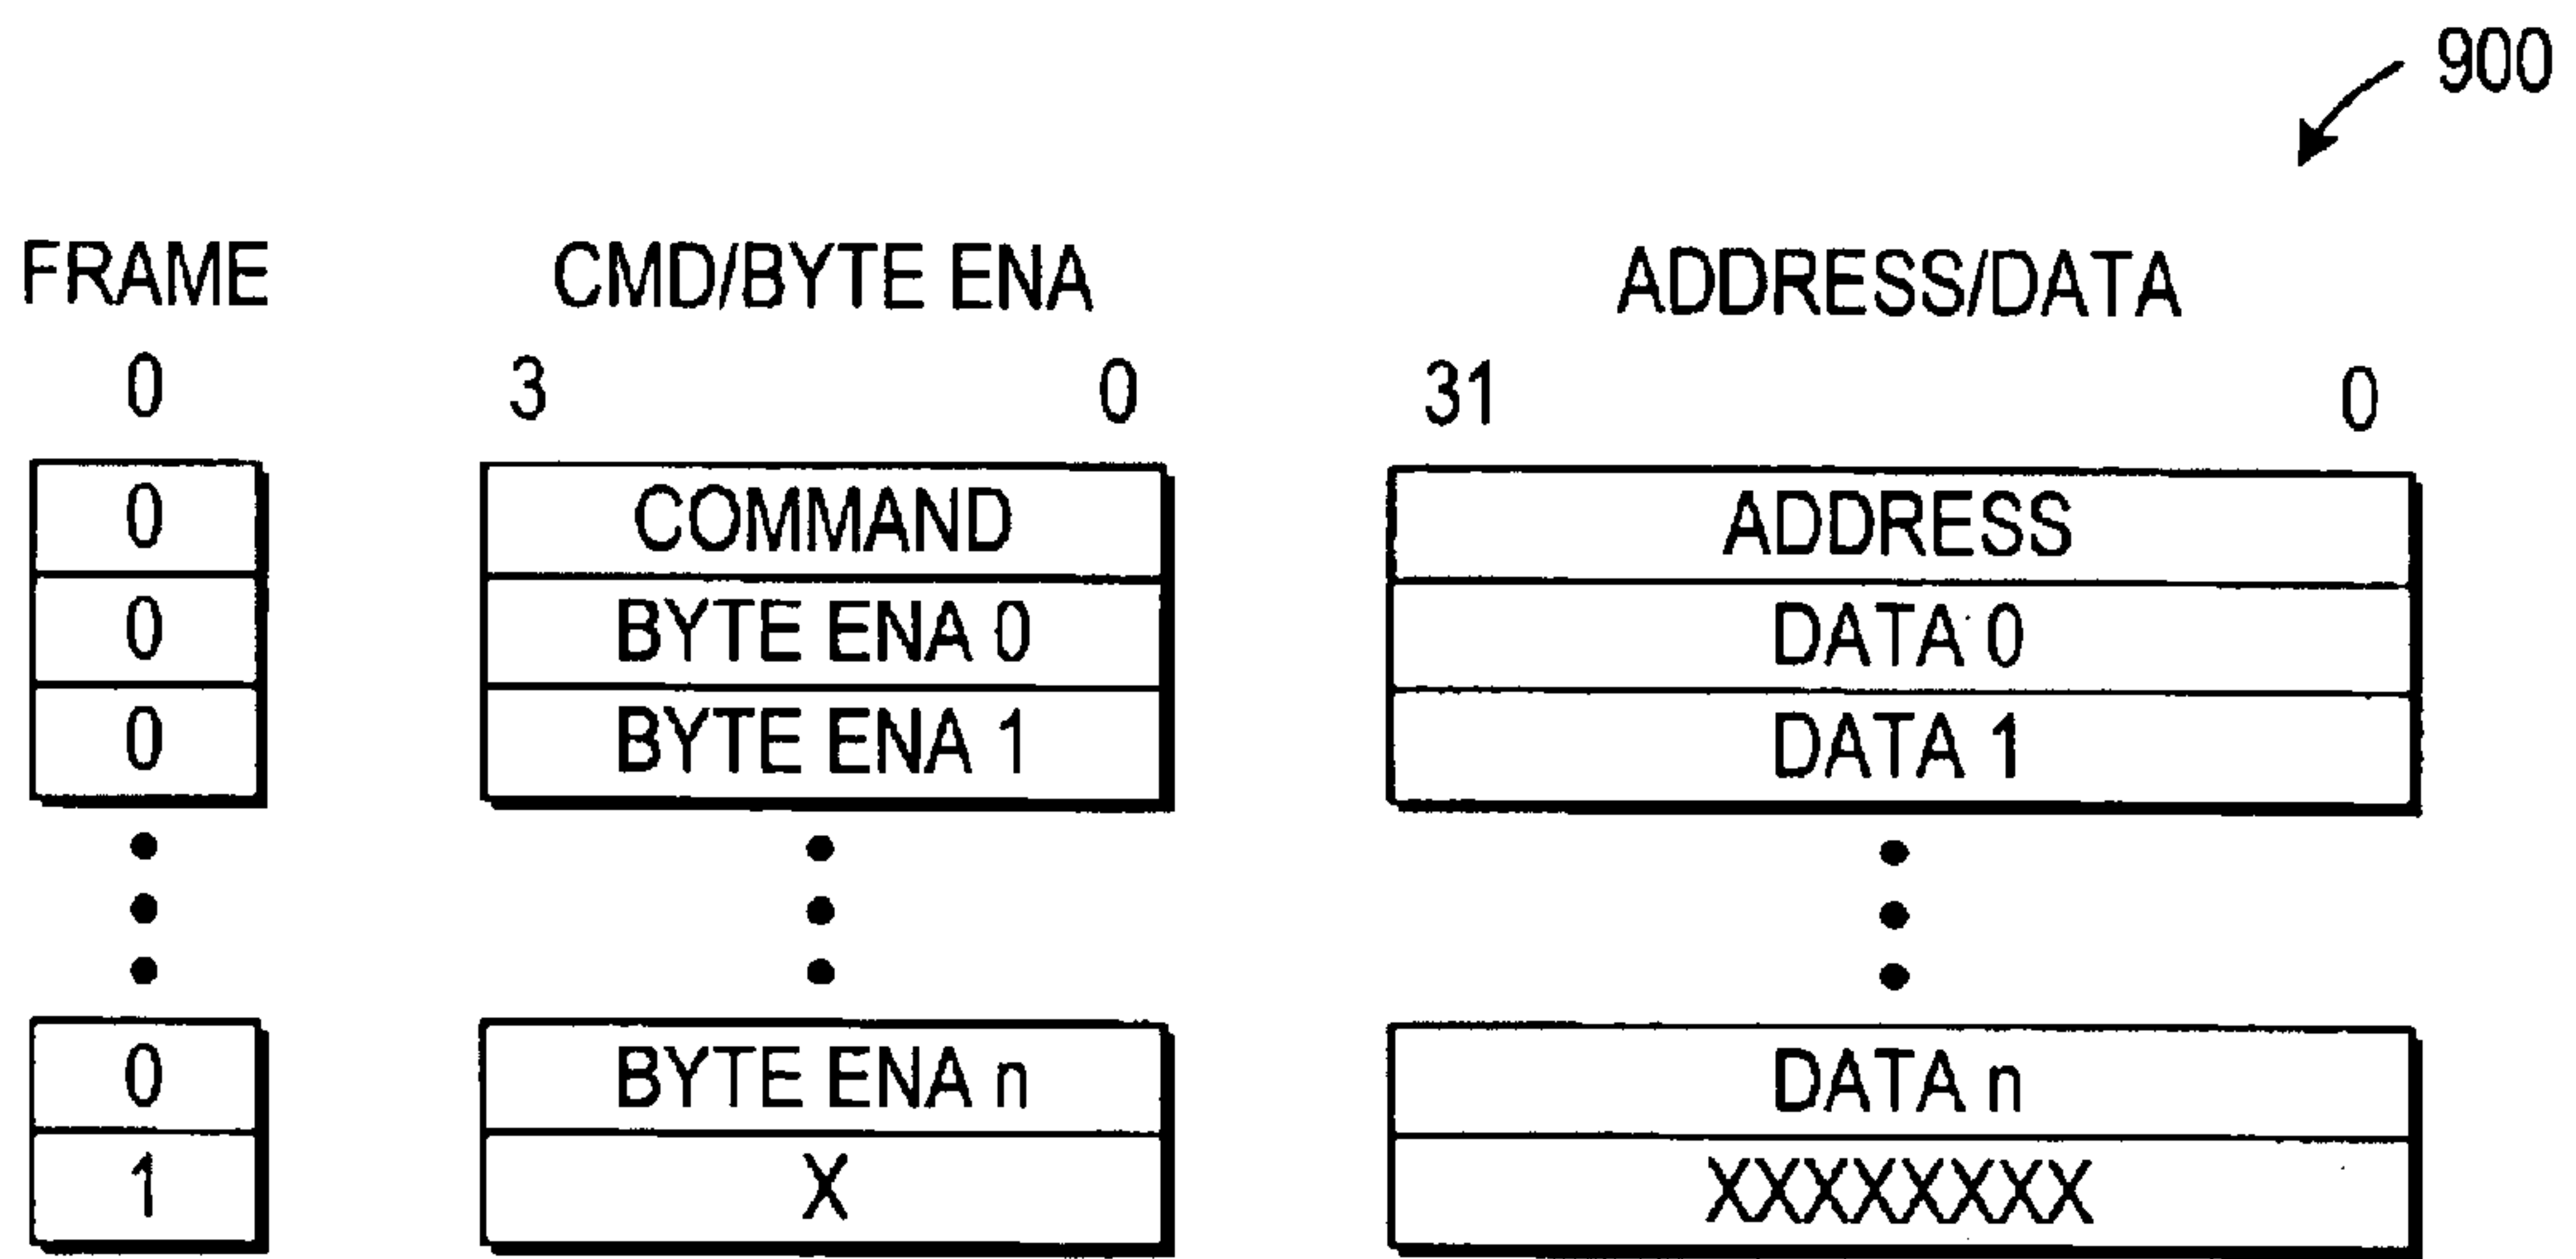 900
FRAME CMD/BYTE ENA ADDRESS/DATA
0 3 0 31 0
0 COMMAND ADDRESS
0 BYTE ENA 0 DATA 0
0 BYTE ENA 1 DATA 1
0 BYTE ENA n DATA n
1 X XXXXXXXX